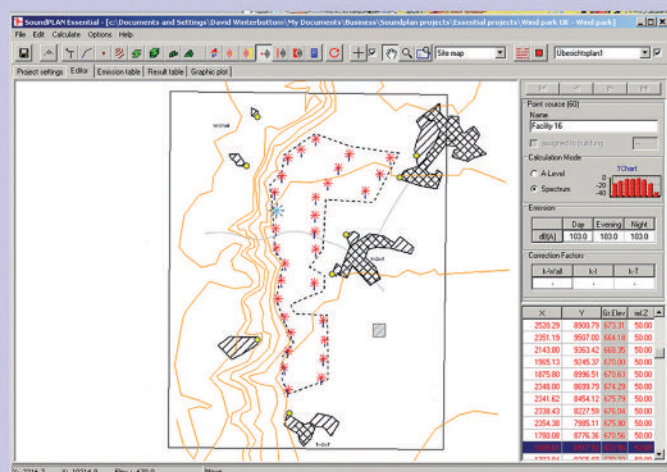 SoundPLAN Essential - [c:\Documents and Settings\David Winterbottom\My Documents\Business\Soundplan projects\Essential projects\Wind park UK - Wind park]
File Edit Calculate Options Help
Site map
Übersichtsplan1
Project settings Editor Emission table Result table Graphic plot
Point source (60)
Name
Facility 16
assigned to building
Calculation Mode
A-Level
Spectrum
TChart
0
-20
-40
Emission
Day Evening Night
dB(A) 103.0 103.0 103.0
Correction Factors
k-Wall k-I k-T
X Y Gr.Elev rel.Z
2520.29 8900.79 673.31 50.00
2351.19 9507.00 664.18 50.00
2143.80 9363.42 668.35 50.00
1965.13 9245.37 670.00 50.00
1875.80 8996.51 670.63 50.00
2348.00 8699.79 674.29 50.00
2341.62 8454.12 675.79 50.00
2338.43 8227.59 676.04 50.00
2354.38 7985.11 675.90 50.00
1780.08 8776.36 670.56 50.00
Move